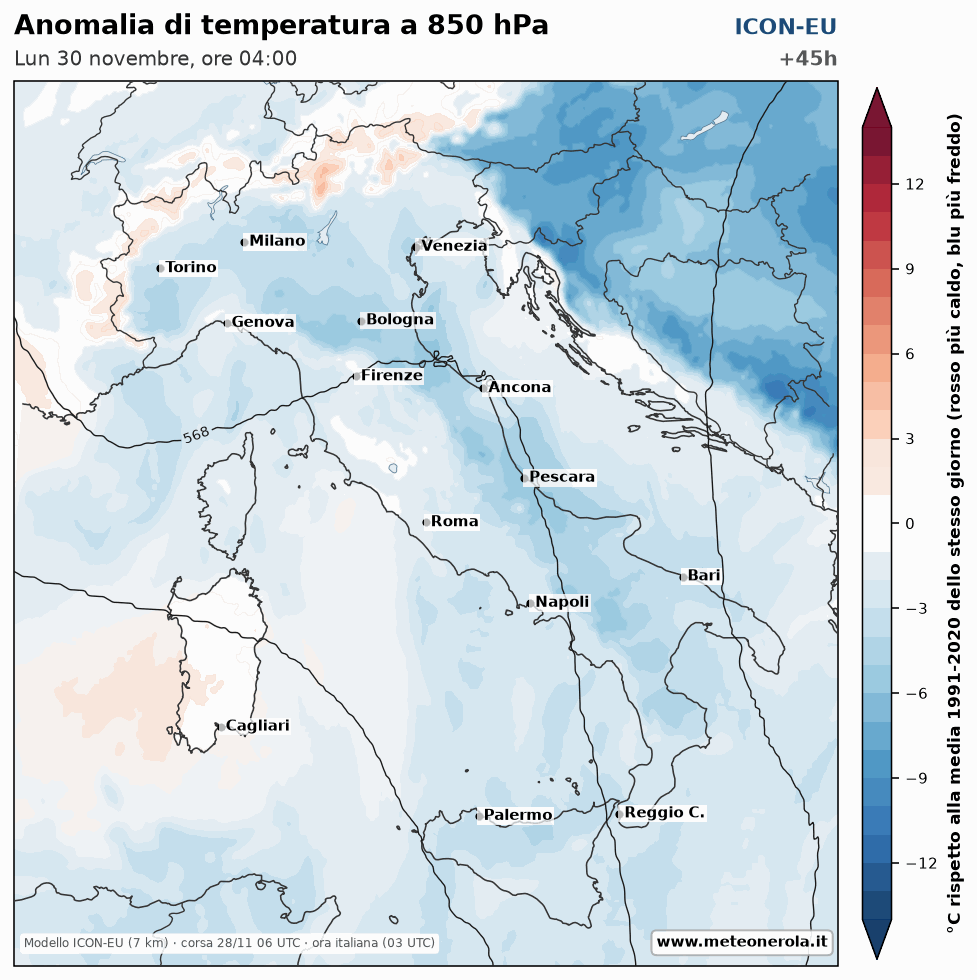 Anomalia di temperatura a 850 hPa
ICON-EU
Lun 30 novembre, ore 04:00
+45h
Milano
Venezia
Torino
Genova
Bologna
Firenze
Ancona
568
Pescara
Roma
Bari
Napoli
Cagliari
Palermo
Reggio C.
Modello ICON-EU (7 km) · corsa 28/11 06 UTC · ora italiana (03 UTC)
www.meteonerola.it
12
9
6
3
0
−3
−6
−9
−12
°C rispetto alla media 1991-2020 dello stesso giorno (rosso più caldo, blu più freddo)